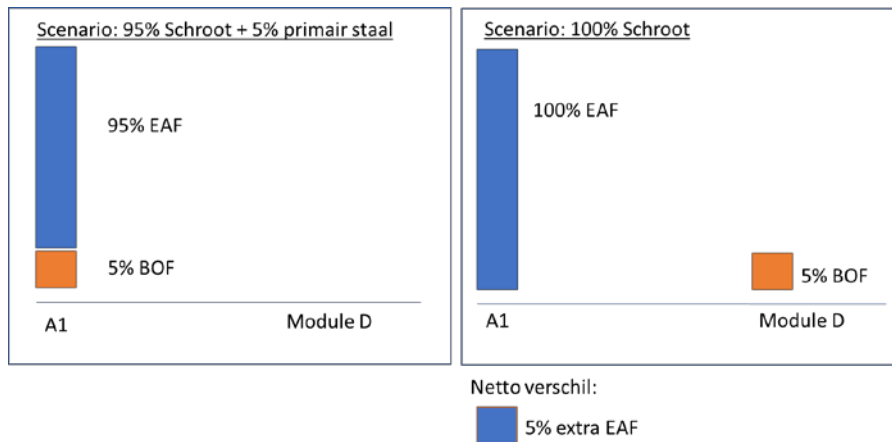 Scenario: 95% Schroot + 5% primair staal
95% EAF
5% BOF
A1
Module D
Scenario: 100% Schroot
100% EAF
5% BOF
A1
Module D
Netto verschil:
5% extra EAF